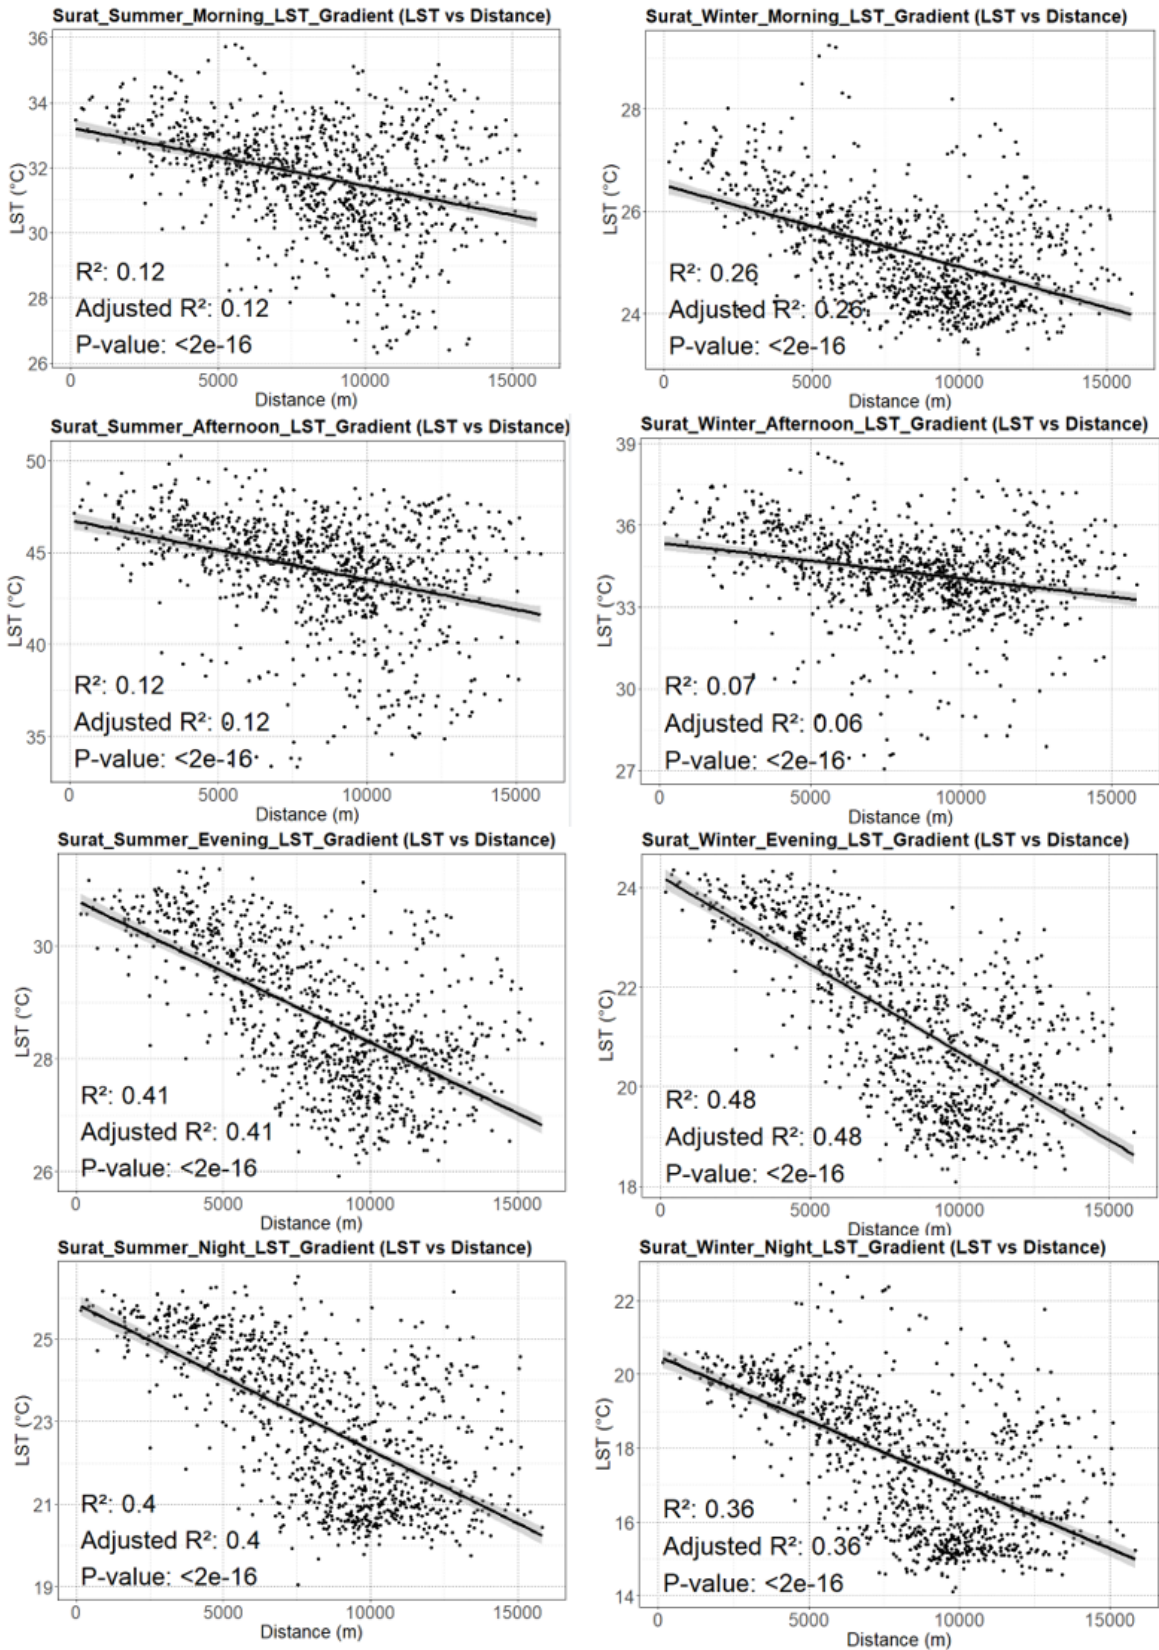 Surat_Summer_Morning_LST_Gradient (LST vs Distance)
36
34
32
30
28
26
LST (°C)
R²: 0.12
Adjusted R²: 0.12
P-value: <2e-16
0 5000 10000 15000
Distance (m)
Surat_Winter_Morning_LST_Gradient (LST vs Distance)
28
26
24
LST (°C)
R²: 0.26
Adjusted R²: 0.26
P-value: <2e-16
0 5000 10000 15000
Distance (m)
Surat_Summer_Afternoon_LST_Gradient (LST vs Distance)
50
45
40
35
LST (°C)
R²: 0.12
Adjusted R²: 0.12
P-value: <2e-16
0 5000 10000 15000
Distance (m)
Surat_Winter_Afternoon_LST_Gradient (LST vs Distance)
39
36
33
30
27
LST (°C)
R²: 0.07
Adjusted R²: 0.06
P-value: <2e-16
0 5000 10000 15000
Distance (m)
Surat_Summer_Evening_LST_Gradient (LST vs Distance)
30
28
26
LST (°C)
R²: 0.41
Adjusted R²: 0.41
P-value: <2e-16
0 5000 10000 15000
Distance (m)
Surat_Winter_Evening_LST_Gradient (LST vs Distance)
24
22
20
18
LST (°C)
R²: 0.48
Adjusted R²: 0.48
P-value: <2e-16
0 5000 10000 15000
Distance (m)
Surat_Summer_Night_LST_Gradient (LST vs Distance)
25
23
21
19
LST (°C)
R²: 0.4
Adjusted R²: 0.4
P-value: <2e-16
0 5000 10000 15000
Distance (m)
Surat_Winter_Night_LST_Gradient (LST vs Distance)
22
20
18
16
14
LST (°C)
R²: 0.36
Adjusted R²: 0.36
P-value: <2e-16
0 5000 10000 15000
Distance (m)